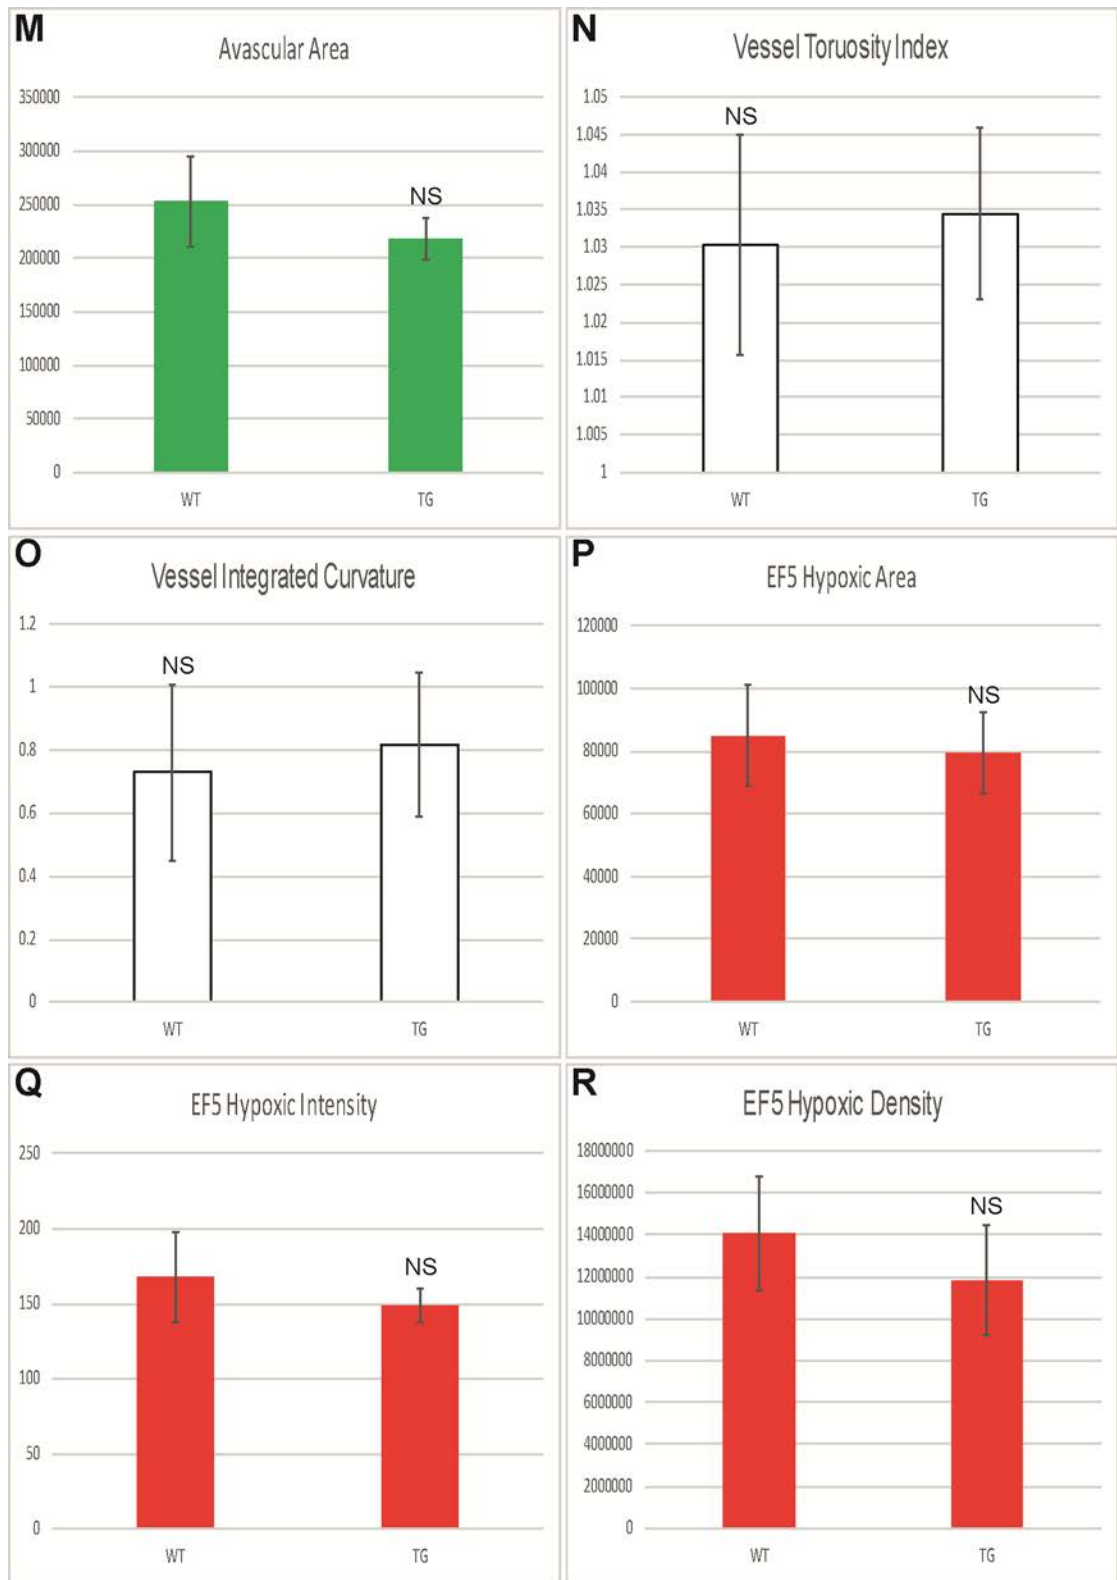 M
Avascular Area
350000
300000
250000
200000
150000
100000
50000
0
NS
WT TG
N
Vessel Toruosity Index
1.05
1.045
1.04
1.035
1.03
1.025
1.02
1.015
1.01
1.005
1
NS
WT TG
O
Vessel Integrated Curvature
1.2
1
0.8
0.6
0.4
0.2
0
NS
WT TG
P
EF5 Hypoxic Area
120000
100000
80000
60000
40000
20000
0
NS
WT TG
Q
EF5 Hypoxic Intensity
250
200
150
100
50
0
NS
WT TG
R
EF5 Hypoxic Density
18000000
16000000
14000000
12000000
10000000
8000000
6000000
4000000
2000000
0
NS
WT TG